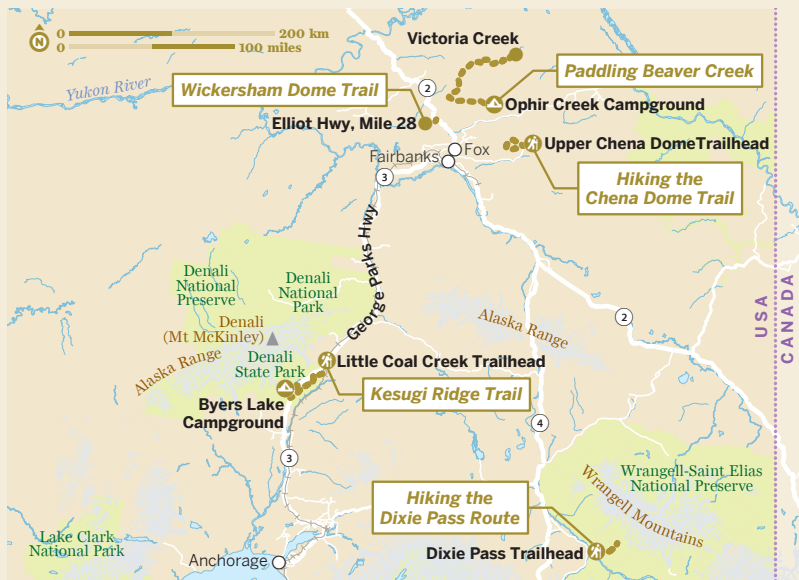 0 200 km
N
0 100 miles
Victoria Creek
Yukon River
Wickersham Dome Trail
2
Paddling Beaver Creek
Ophir Creek Campground
Elliot Hwy, Mile 28
Fox
Upper Chena DomeTrailhead
Fairbanks
3
Hiking the
Chena Dome Trail
George Parks Hwy
Denali
National
Preserve
Denali
National
Park
USA
CANADA
2
Alaska Range
Denali
(Mt McKinley)
Alaska Range
Denali
State Park
Little Coal Creek Trailhead
Kesugi Ridge Trail
Byers Lake
Campground
4
3
Wrangell-Saint Elias
National Preserve
Wrangell Mountains
Hiking the
Dixie Pass Route
Lake Clark
National Park
Dixie Pass Trailhead
Anchorage